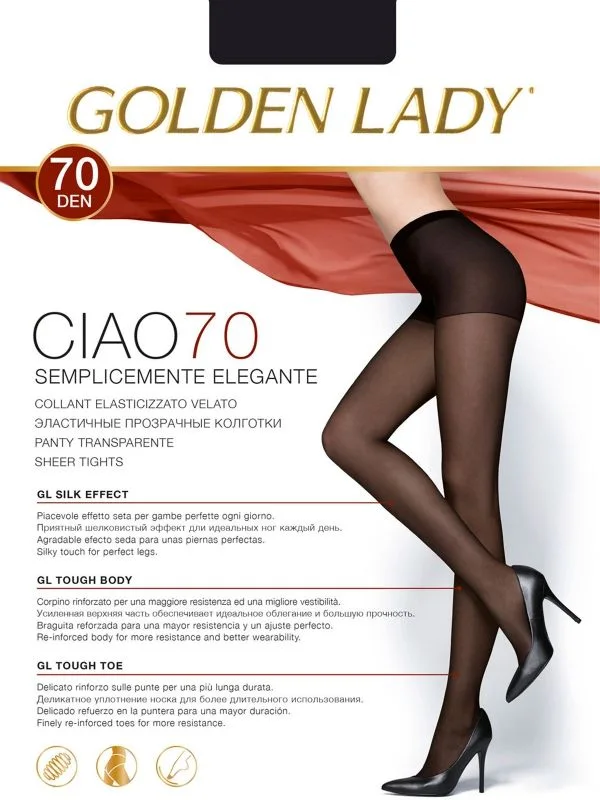 GOLDEN LADY
70
DEN
CIAO70
SEMPLICEMENTE ELEGANTE
COLLANT ELASTICIZZATO VELATO
ЭЛАСТИЧНЫЕ ПРОЗРАЧНЫЕ КОЛГОТКИ
PANTY TRANSPARENTE
SHEER TIGHTS
GL SILK EFFECT
Piacevole effetto seta per gambe perfette ogni giorno.
Приятный шелковистый эффект для идеальных ног каждый день.
Agradable efecto seda para unas piernas perfectas.
Silky touch for perfect legs.
GL TOUGH BODY
Corpino rinforzato per una maggiore resistenza ed una migliore vestibilità.
Усиленная верхняя часть обеспечивает идеальное облегание и большую прочность.
Braguita reforzada para una mayor resistencia y un ajuste perfecto.
Re-inforced body for more resistance and better wearability.
GL TOUGH TOE
Delicato rinforzo sulle punte per una più lunga durata.
Деликатное уплотнение носка для более длительного использования.
Delicado refuerzo en la puntera para una mayor duración.
Finely re-inforced toes for more resistance.